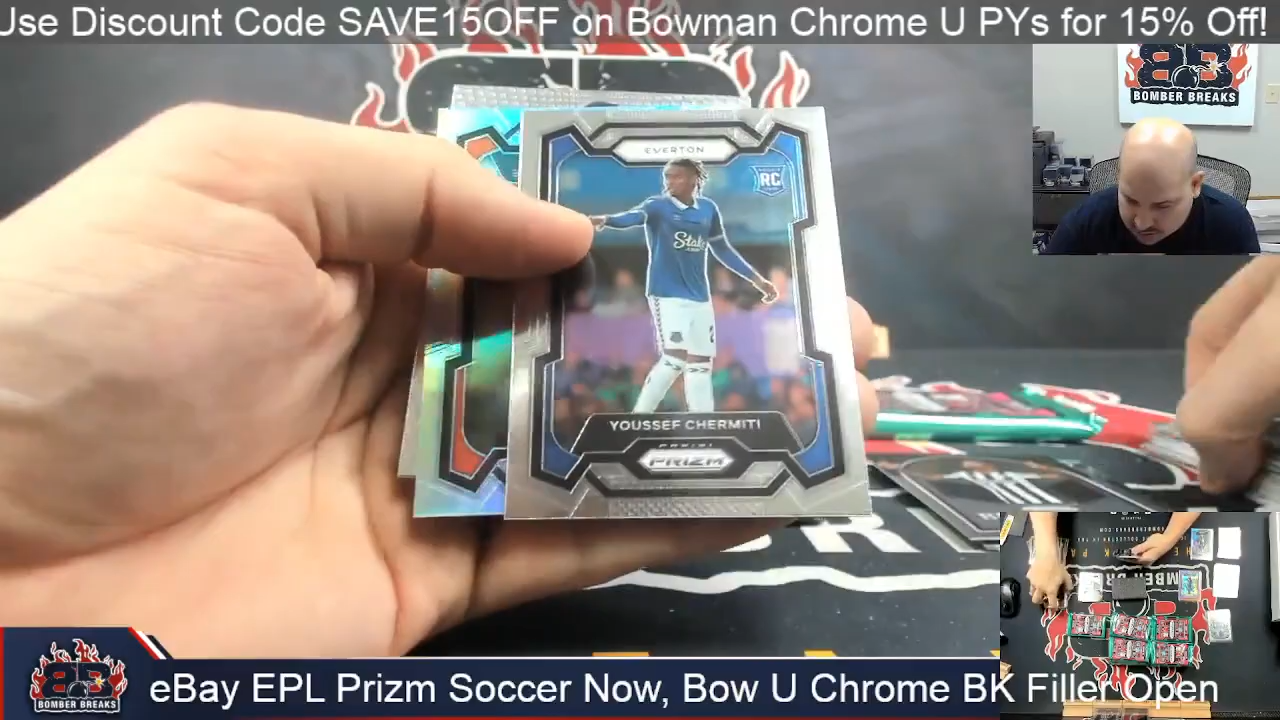 Use Discount Code SAVE15OFF on Bowman Chrome U PYs for 15% Off!
BOMBER BREAKS
EVERTON
RC
Stake
YOUSSEF CHERMITI
PANINI
PRIZM
BOMBER BREAKS
eBay EPL Prizm Soccer Now, Bow U Chrome BK Filler Open